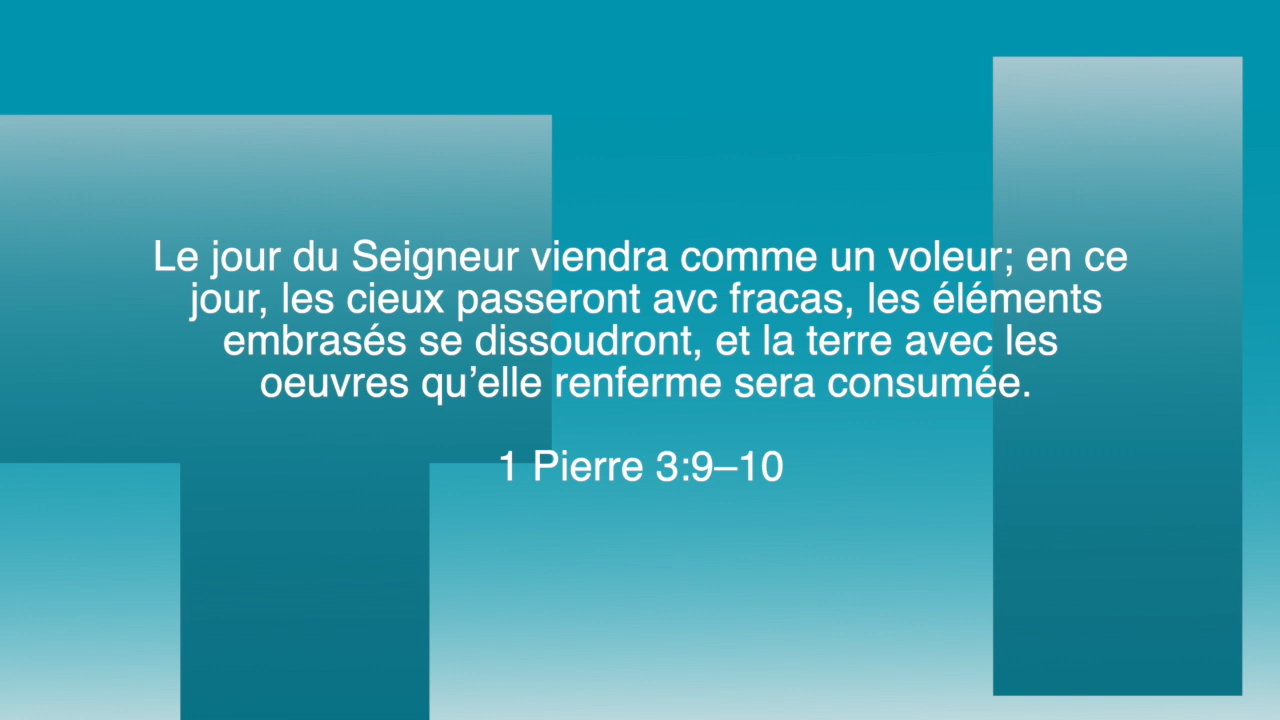 Le jour du Seigneur viendra comme un voleur; en ce
jour, les cieux passeront avc fracas, les éléments
embrasés se dissoudront, et la terre avec les
oeuvres qu’elle renferme sera consumée.
1 Pierre 3:9–10